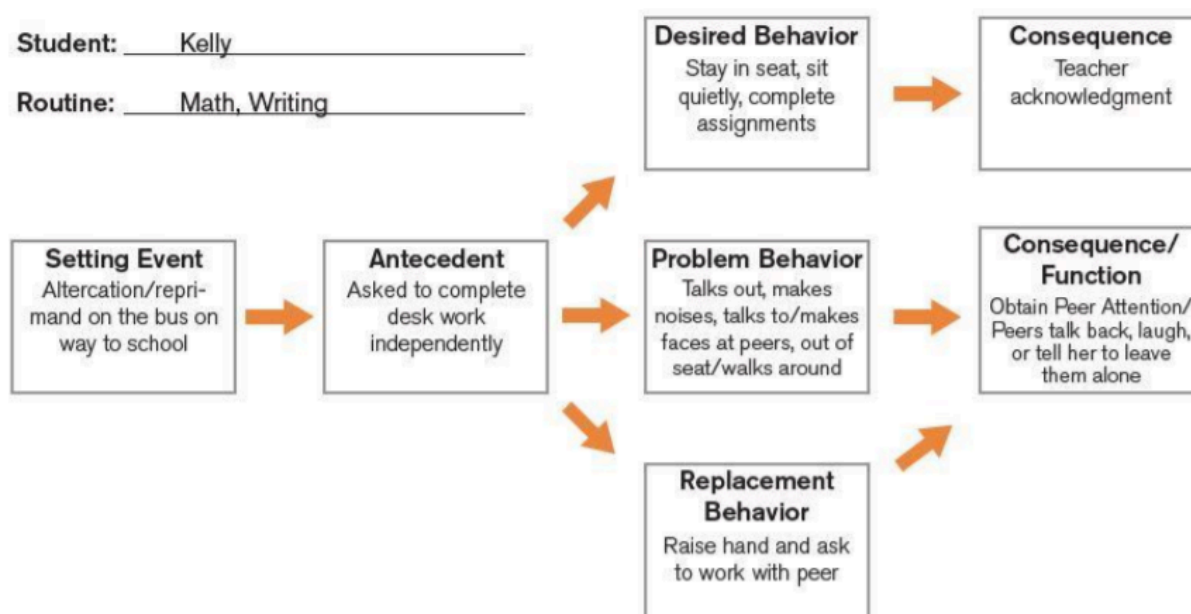 Student: Kelly
Routine: Math, Writing
Desired Behavior
Stay in seat, sit
quietly, complete
assignments
Consequence
Teacher
acknowledgment
Setting Event
Altercation/repri-
mand on the bus on
way to school
Antecedent
Asked to complete
desk work
independently
Problem Behavior
Talks out, makes
noises, talks to/makes
faces at peers, out of
seat/walks around
Consequence/
Function
Obtain Peer Attention/
Peers talk back, laugh,
or tell her to leave
them alone
Replacement
Behavior
Raise hand and ask
to work with peer